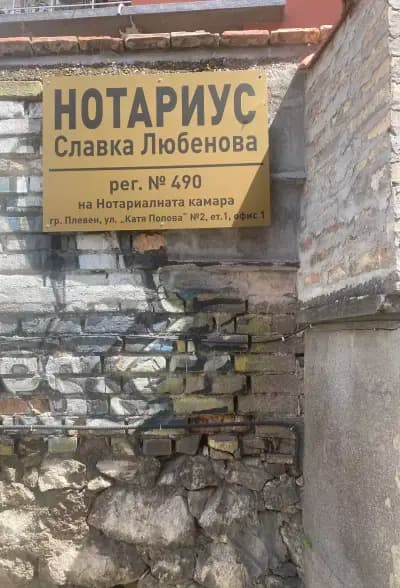 НОТАРИУС
Славка Любенова
рег. № 490
на Нотариалната камара
гр. Плевен, ул. „Катя Попова" №2, ет.1, офис 1